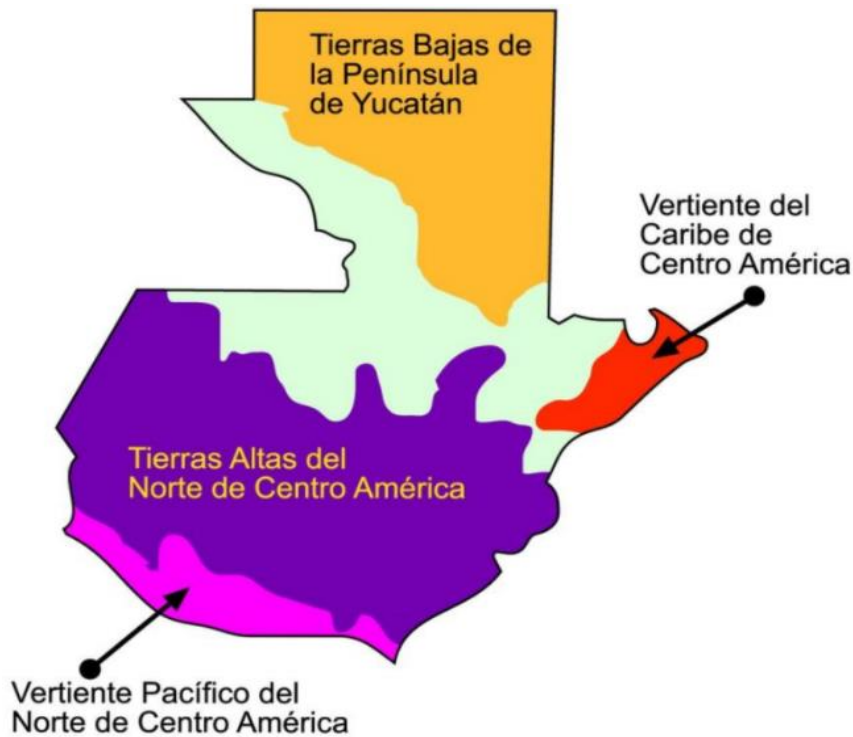 Tierras Bajas de
la Península
de Yucatán
Vertiente del
Caribe de
Centro América
Tierras Altas del
Norte de Centro América
Vertiente Pacífico del
Norte de Centro América